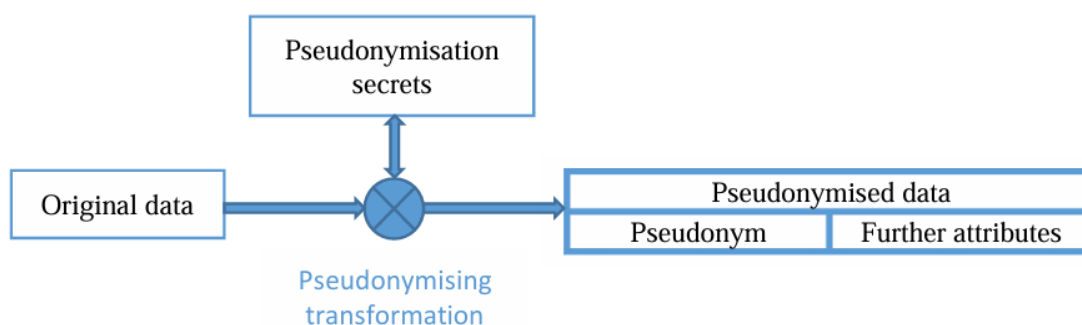 Pseudonymisation
secrets
Original data
Pseudonymised data
Pseudonym
Further attributes
Pseudonymising
transformation